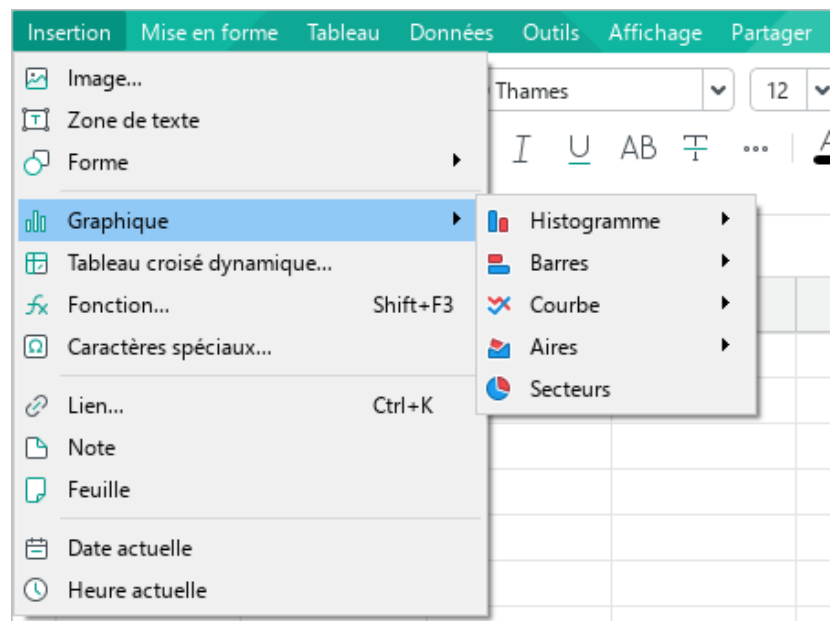 Insertion Mise en forme Tableau Données Outils Affichage Partager
Thames 12
I U AB T A
Image...
Zone de texte
Forme
Graphique
Tableau croisé dynamique...
Fonction... Shift+F3
Caractères spéciaux...
Lien... Ctrl+K
Note
Feuille
Date actuelle
Heure actuelle
Histogramme
Barres
Courbe
Aires
Secteurs